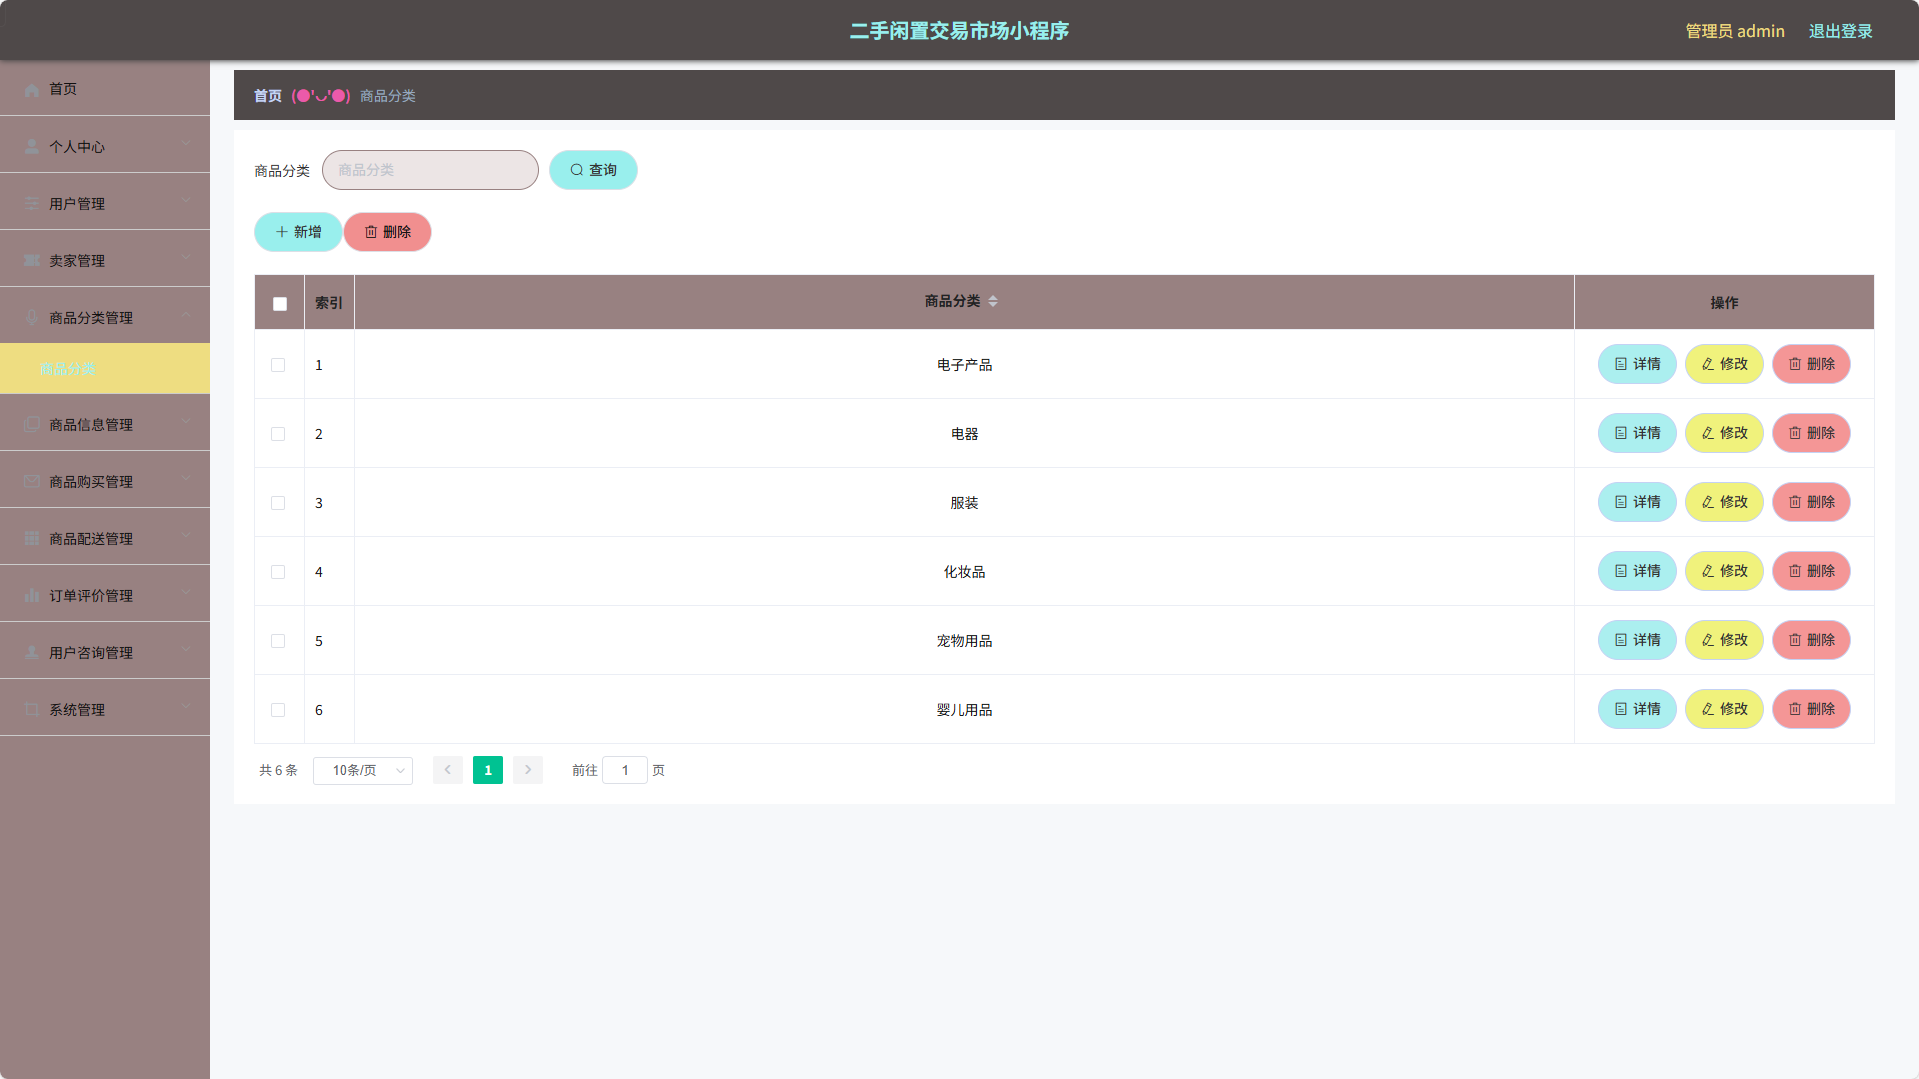 二手闲置交易市场小程序
管理员 admin
退出登录
首页
个人中心
用户管理
卖家管理
商品分类管理
商品分类
商品信息管理
商品购买管理
商品配送管理
订单评价管理
用户咨询管理
系统管理
首页 (●'◡'●) 商品分类
商品分类 商品分类 查询
新增 删除
索引 商品分类 操作
1 电子产品 详情 修改 删除
2 电器 详情 修改 删除
3 服装 详情 修改 删除
4 化妆品 详情 修改 删除
5 宠物用品 详情 修改 删除
6 婴儿用品 详情 修改 删除
共 6 条 10条/页 1 前往 1 页